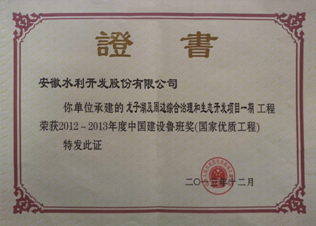 證書
安徽水利开发股份有限公司
你单位承建的 龙子湖及周边综合治理和生态开发项目一期 工程
荣获2012～2013年度中国建设鲁班奖(国家优质工程)
特发此证
二〇一三年十二月